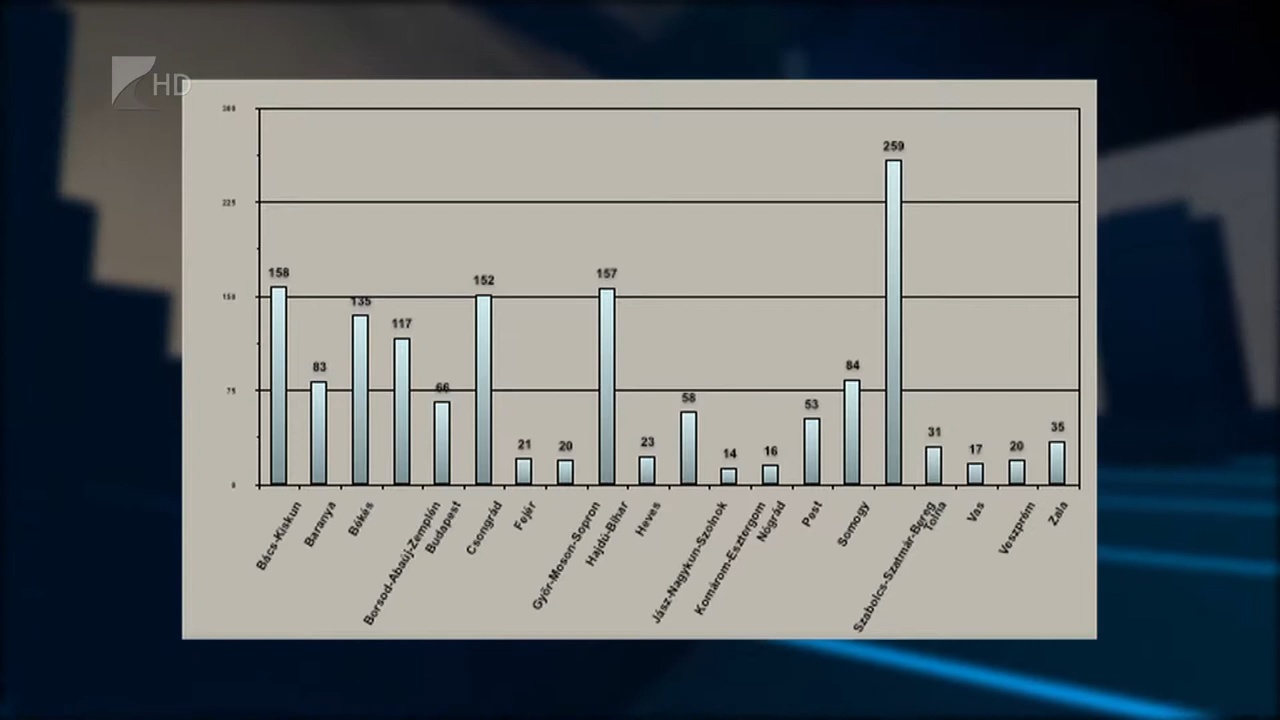 HD
300
225
150
75
0
158
83
135
117
66
152
21
20
157
23
58
14
16
53
84
259
31
17
20
35
Bács-Kiskun
Baranya
Békés
Borsod-Abaúj-Zemplén
Budapest
Csongrád
Fejér
Győr-Moson-Sopron
Hajdú-Bihar
Heves
Jász-Nagykun-Szolnok
Komárom-Esztergom
Nógrád
Pest
Somogy
Szabolcs-Szatmár-Bereg
Tolna
Vas
Veszprém
Zala